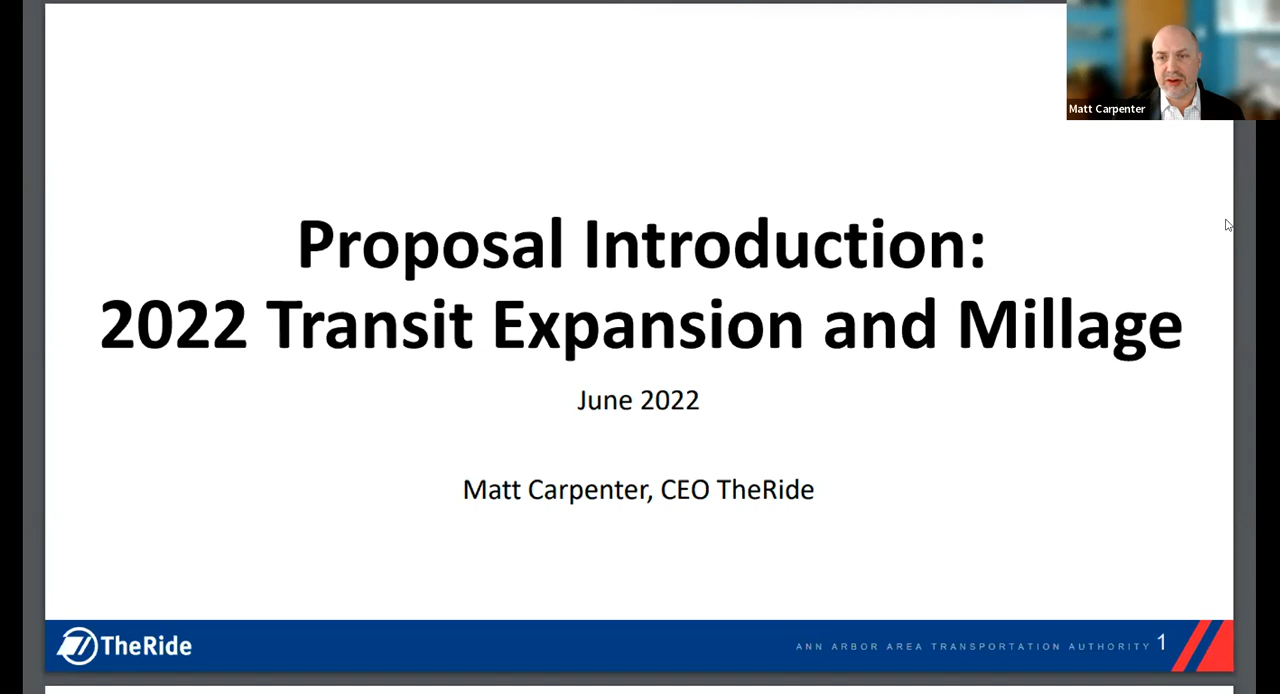 Matt Carpenter
Proposal Introduction:
2022 Transit Expansion and Millage
June 2022
Matt Carpenter, CEO TheRide
TheRide
ANN ARBOR AREA TRANSPORTATION AUTHORITY 1